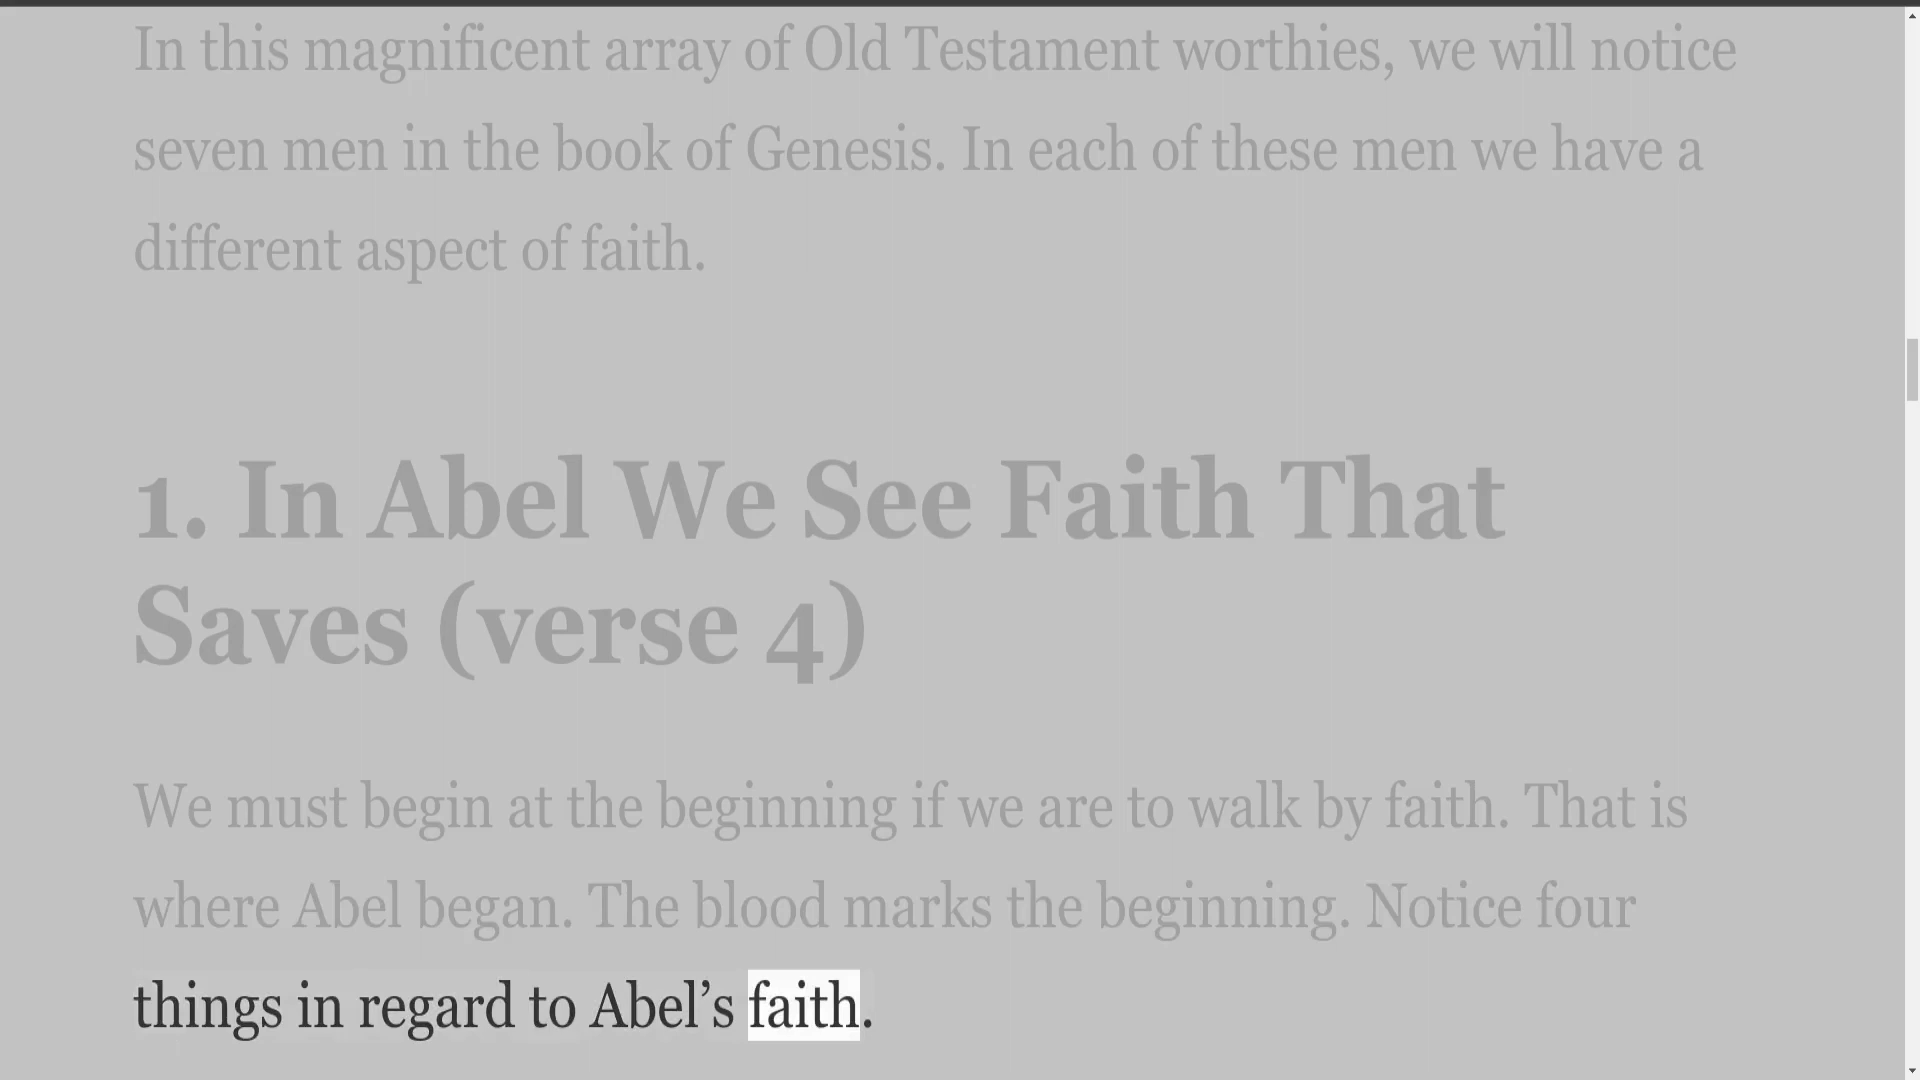 In this magnificent array of Old Testament worthies, we will notice
seven men in the book of Genesis. In each of these men we have a
different aspect of faith.
1. In Abel We See Faith That
Saves (verse 4)
We must begin at the beginning if we are to walk by faith. That is
where Abel began. The blood marks the beginning. Notice four
things in regard to Abel’s faith.